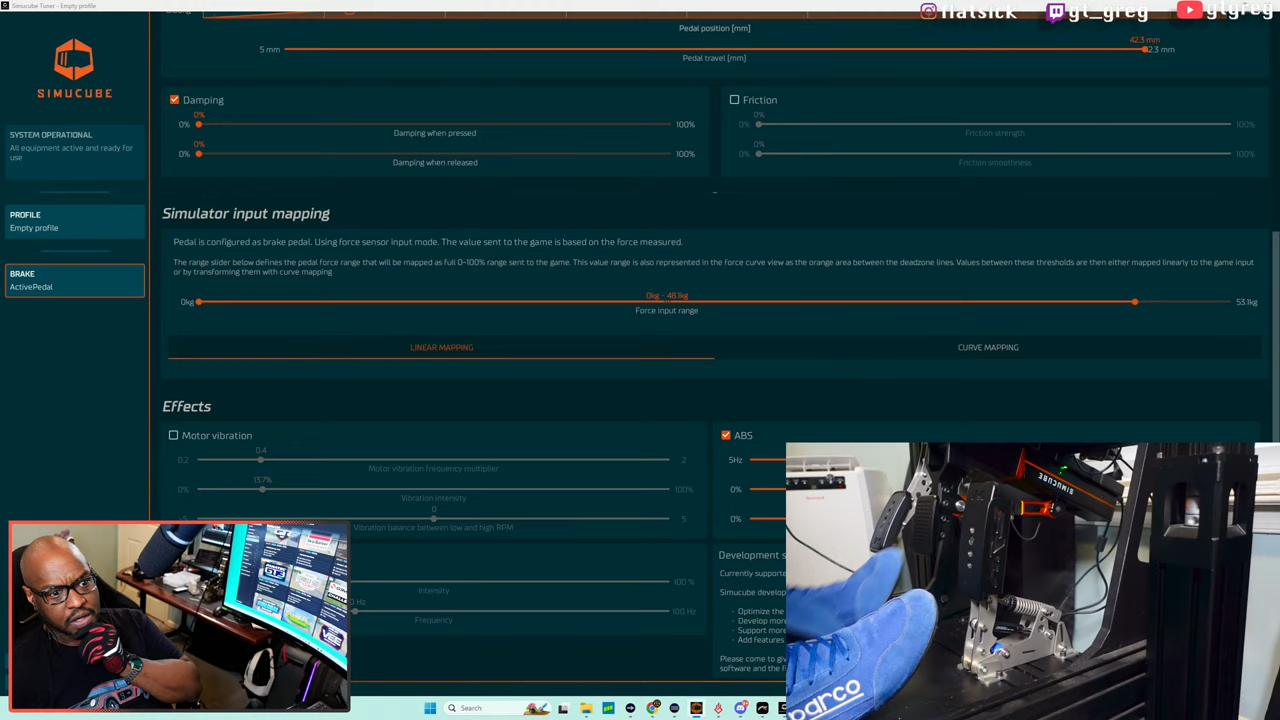 Simucube Tuner - Empty profile
flatsick
gt_greg
gtgreg
Pedal position [mm]
42.3 mm
5 mm
2.3 mm
Pedal travel [mm]
SIMUCUBE
SYSTEM OPERATIONAL
All equipment active and ready for
use
PROFILE
Empty profile
BRAKE
ActivePedal
Damping
0%
0%
100%
Damping when pressed
0%
0%
100%
Damping when released
Friction
0%
0%
100%
Friction strength
0%
0%
100%
Friction smoothness
Simulator input mapping
Pedal is configured as brake pedal. Using force sensor input mode. The value sent to the game is based on the force measured.
The range slider below defines the pedal force range that will be mapped as full 0-100% range sent to the game. This value range is also represented in the force curve view as the orange area between the deadzone lines. Values between these thresholds are then either mapped linearly to the game input
or by transforming them with curve mapping
0kg - 48.1kg
0kg
53.1kg
Force input range
LINEAR MAPPING
CURVE MAPPING
Effects
Motor vibration
0.4
0.2
2
Motor vibration frequency multiplier
13.7%
0%
100%
Vibration intensity
0
5
Vibration balance between low and high RPM
100 %
Intensity
Hz
100 Hz
Frequency
ABS
5Hz
0%
0%
Development s
Currently supporte
Simucube develop
· Optimize the
· Develop more
· Support more
· Add features
Please come to giv
software and the f
SIMUCUBE
parco
GT3
VEE
Search